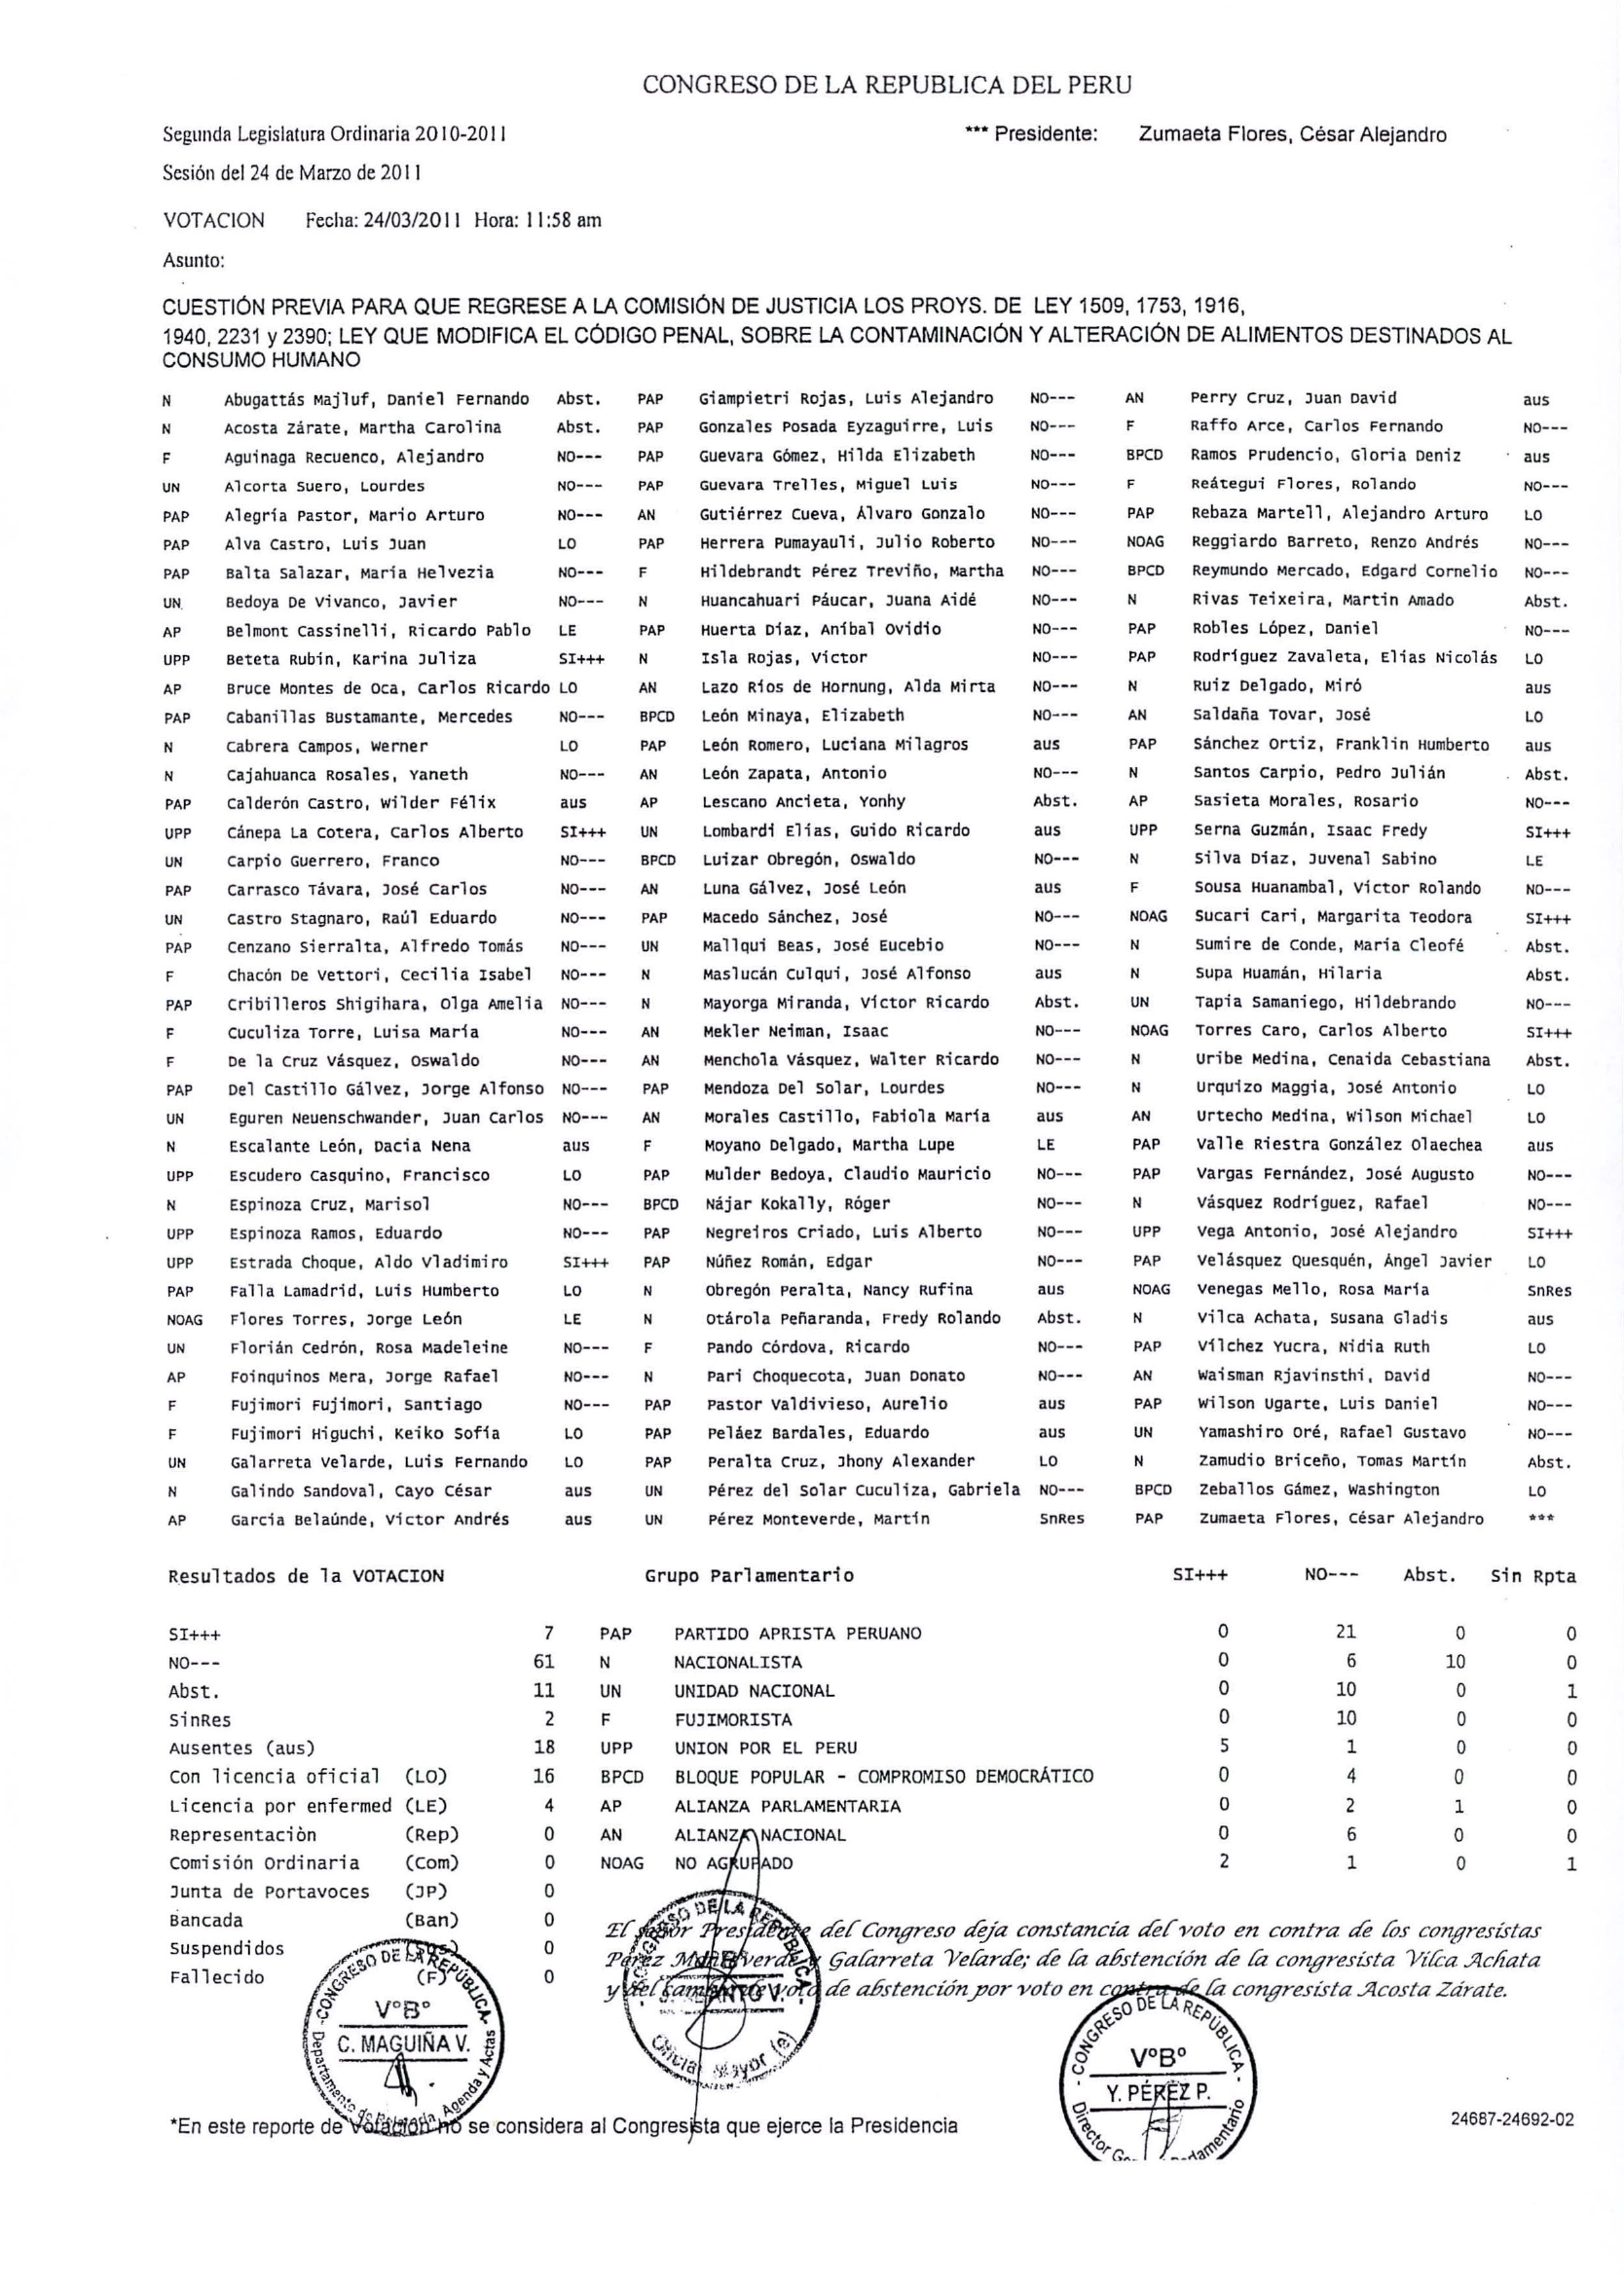 CONGRESO DE LA REPUBLICA DEL PERU
Segunda Legislatura Ordinaria 2010-2011 *** Presidente: Zumaeta Flores, César Alejandro
Sesión del 24 de Marzo de 2011
VOTACION Fecha: 24/03/2011 Hora: 11:58 am
Asunto:
CUESTIÓN PREVIA PARA QUE REGRESE A LA COMISIÓN DE JUSTICIA LOS PROYS. DE LEY 1509, 1753, 1916,
1940, 2231 y 2390; LEY QUE MODIFICA EL CÓDIGO PENAL, SOBRE LA CONTAMINACIÓN Y ALTERACIÓN DE ALIMENTOS DESTINADOS AL
CONSUMO HUMANO
N Abugattás Majluf, Daniel Fernando Abst. PAP Giampietri Rojas, Luis Alejandro NO--- AN Perry Cruz, Juan David aus
N Acosta Zárate, Martha Carolina Abst. PAP Gonzales Posada Eyzaguirre, Luis NO--- F Raffo Arce, Carlos Fernando NO---
F Aguinaga Recuenco, Alejandro NO--- PAP Guevara Gómez, Hilda Elizabeth NO--- BPCD Ramos Prudencio, Gloria Deniz aus
UN Alcorta Suero, Lourdes NO--- PAP Guevara Trelles, Miguel Luis NO--- F Reátegui Flores, Rolando NO---
PAP Alegría Pastor, Mario Arturo NO--- AN Gutiérrez Cueva, Álvaro Gonzalo NO--- PAP Rebaza Martell, Alejandro Arturo LO
PAP Alva Castro, Luis Juan LO PAP Herrera Pumayauli, Julio Roberto NO--- NOAG Reggiardo Barreto, Renzo Andrés NO---
PAP Balta Salazar, María Helvezia NO--- F Hildebrandt Pérez Treviño, Martha NO--- BPCD Reymundo Mercado, Edgard Cornelio NO---
UN Bedoya De Vivanco, Javier NO--- N Huancahuari Páucar, Juana Aidé NO--- N Rivas Teixeira, Martin Amado Abst.
AP Belmont Cassinelli, Ricardo Pablo LE PAP Huerta Díaz, Aníbal Ovidio NO--- PAP Robles López, Daniel NO---
UPP Beteta Rubín, Karina Juliza SI+++ N Isla Rojas, Víctor NO--- PAP Rodríguez Zavaleta, Elías Nicolás LO
AP Bruce Montes de Oca, Carlos Ricardo LO AN Lazo Ríos de Hornung, Alda Mirta NO--- N Ruiz Delgado, Miró aus
PAP Cabanillas Bustamante, Mercedes NO--- BPCD León Minaya, Elizabeth NO--- AN Saldaña Tovar, José LO
N Cabrera Campos, Werner LO PAP León Romero, Luciana Milagros aus PAP Sánchez Ortiz, Franklin Humberto aus
N Cajahuanca Rosales, Yaneth NO--- AN León Zapata, Antonio NO--- N Santos Carpio, Pedro Julián Abst.
PAP Calderón Castro, Wilder Félix aus AP Lescano Ancieta, Yonhy Abst. AP Sasieta Morales, Rosario NO---
UPP Cánepa La Cotera, Carlos Alberto SI+++ UN Lombardi Elías, Guido Ricardo aus UPP Serna Guzmán, Isaac Fredy SI+++
UN Carpio Guerrero, Franco NO--- BPCD Luizar Obregón, Oswaldo NO--- N Silva Díaz, Juvenal Sabino LE
PAP Carrasco Távara, José Carlos NO--- AN Luna Gálvez, José León aus F Sousa Huanambal, Víctor Rolando NO---
UN Castro Stagnaro, Raúl Eduardo NO--- PAP Macedo Sánchez, José NO--- NOAG Sucari Cari, Margarita Teodora SI+++
PAP Cenzano Sierralta, Alfredo Tomás NO--- UN Mallqui Beas, José Eucebio NO--- N Sumire de Conde, María Cleofé Abst.
F Chacón De Vettori, Cecilia Isabel NO--- N Maslucán Culqui, José Alfonso aus N Supa Huamán, Hilaria Abst.
PAP Cribilleros Shigihara, Olga Amelia NO--- N Mayorga Miranda, Víctor Ricardo Abst. UN Tapia Samaniego, Hildebrando NO---
F Cuculiza Torre, Luisa María NO--- AN Mekler Neiman, Isaac NO--- NOAG Torres Caro, Carlos Alberto SI+++
F De la Cruz Vásquez, Oswaldo NO--- AN Menchola Vásquez, Walter Ricardo NO--- N Uribe Medina, Cenaida Cebastiana Abst.
PAP Del Castillo Gálvez, Jorge Alfonso NO--- PAP Mendoza Del Solar, Lourdes NO--- N Urquizo Maggia, José Antonio LO
UN Eguren Neuenschwander, Juan Carlos NO--- AN Morales Castillo, Fabiola María aus AN Urtecho Medina, Wilson Michael LO
N Escalante León, Dacia Nena aus F Moyano Delgado, Martha Lupe LE PAP Valle Riestra González Olaechea aus
UPP Escudero Casquino, Francisco LO PAP Mulder Bedoya, Claudio Mauricio NO--- PAP Vargas Fernández, José Augusto NO---
N Espinoza Cruz, Marisol NO--- BPCD Nájar Kokally, Róger NO--- N Vásquez Rodríguez, Rafael NO---
UPP Espinoza Ramos, Eduardo NO--- PAP Negreiros Criado, Luis Alberto NO--- UPP Vega Antonio, José Alejandro SI+++
UPP Estrada Choque, Aldo Vladimiro SI+++ PAP Núñez Román, Edgar NO--- PAP Velásquez Quesquén, Ángel Javier LO
PAP Falla Lamadrid, Luis Humberto LO N Obregón Peralta, Nancy Rufina aus NOAG Venegas Mello, Rosa María SnRes
NOAG Flores Torres, Jorge León LE N Otárola Peñaranda, Fredy Rolando Abst. N Vilca Achata, Susana Gladis aus
UN Florián Cedrón, Rosa Madeleine NO--- F Pando Córdova, Ricardo NO--- PAP Vílchez Yucra, Nidia Ruth LO
AP Foinquinos Mera, Jorge Rafael NO--- N Pari Choquecota, Juan Donato NO--- AN Waisman Rjavinsthi, David NO---
F Fujimori Fujimori, Santiago NO--- PAP Pastor Valdivieso, Aurelio aus PAP Wilson Ugarte, Luis Daniel NO---
F Fujimori Higuchi, Keiko Sofía LO PAP Peláez Bardales, Eduardo aus UN Yamashiro Oré, Rafael Gustavo NO---
UN Galarreta Velarde, Luis Fernando LO PAP Peralta Cruz, Jhony Alexander LO N Zamudio Briceño, Tomas Martín Abst.
N Galindo Sandoval, Cayo César aus UN Pérez del Solar Cuculiza, Gabriela NO--- BPCD Zeballos Gámez, Washington LO
AP García Belaúnde, Víctor Andrés aus UN Pérez Monteverde, Martín SnRes PAP Zumaeta Flores, César Alejandro ***
Resultados de la VOTACION Grupo Parlamentario SI+++ NO--- Abst. Sin Rpta
SI+++ 7 PAP PARTIDO APRISTA PERUANO 0 21 0 0
NO--- 61 N NACIONALISTA 0 6 10 0
Abst. 11 UN UNIDAD NACIONAL 0 10 0 1
SinRes 2 F FUJIMORISTA 0 10 0 0
Ausentes (aus) 18 UPP UNION POR EL PERU 5 1 0 0
Con licencia oficial (LO) 16 BPCD BLOQUE POPULAR - COMPROMISO DEMOCRÁTICO 0 4 0 0
Licencia por enfermed (LE) 4 AP ALIANZA PARLAMENTARIA 0 2 1 0
Representaciòn (Rep) 0 AN ALIANZA NACIONAL 0 6 0 0
Comisión Ordinaria (Com) 0 NOAG NO AGRUPADO 2 1 0 1
Junta de Portavoces (JP) 0
Bancada (Ban) 0
Suspendidos (Sus) 0
Fallecido (F) 0
El señor Presidente del Congreso deja constancia del voto en contra de los congresistas
Pérez Monteverde y Galarreta Velarde; de la abstención de la congresista Vilca Achata
y del cambio de voto de abstención por voto en contra de la congresista Acosta Zárate.
CONGRESO DE LA REPÚBLICA
V°B°
C. MAGUIÑA V.
Departamento de Relatoría, Agenda y Actas
CONGRESO DE LA REPÚBLICA
Oficial Mayor (e)
CONGRESO DE LA REPÚBLICA
V°B°
Y. PÉREZ P.
Director
*En este reporte de Votación no se considera al Congresista que ejerce la Presidencia
24687-24692-02